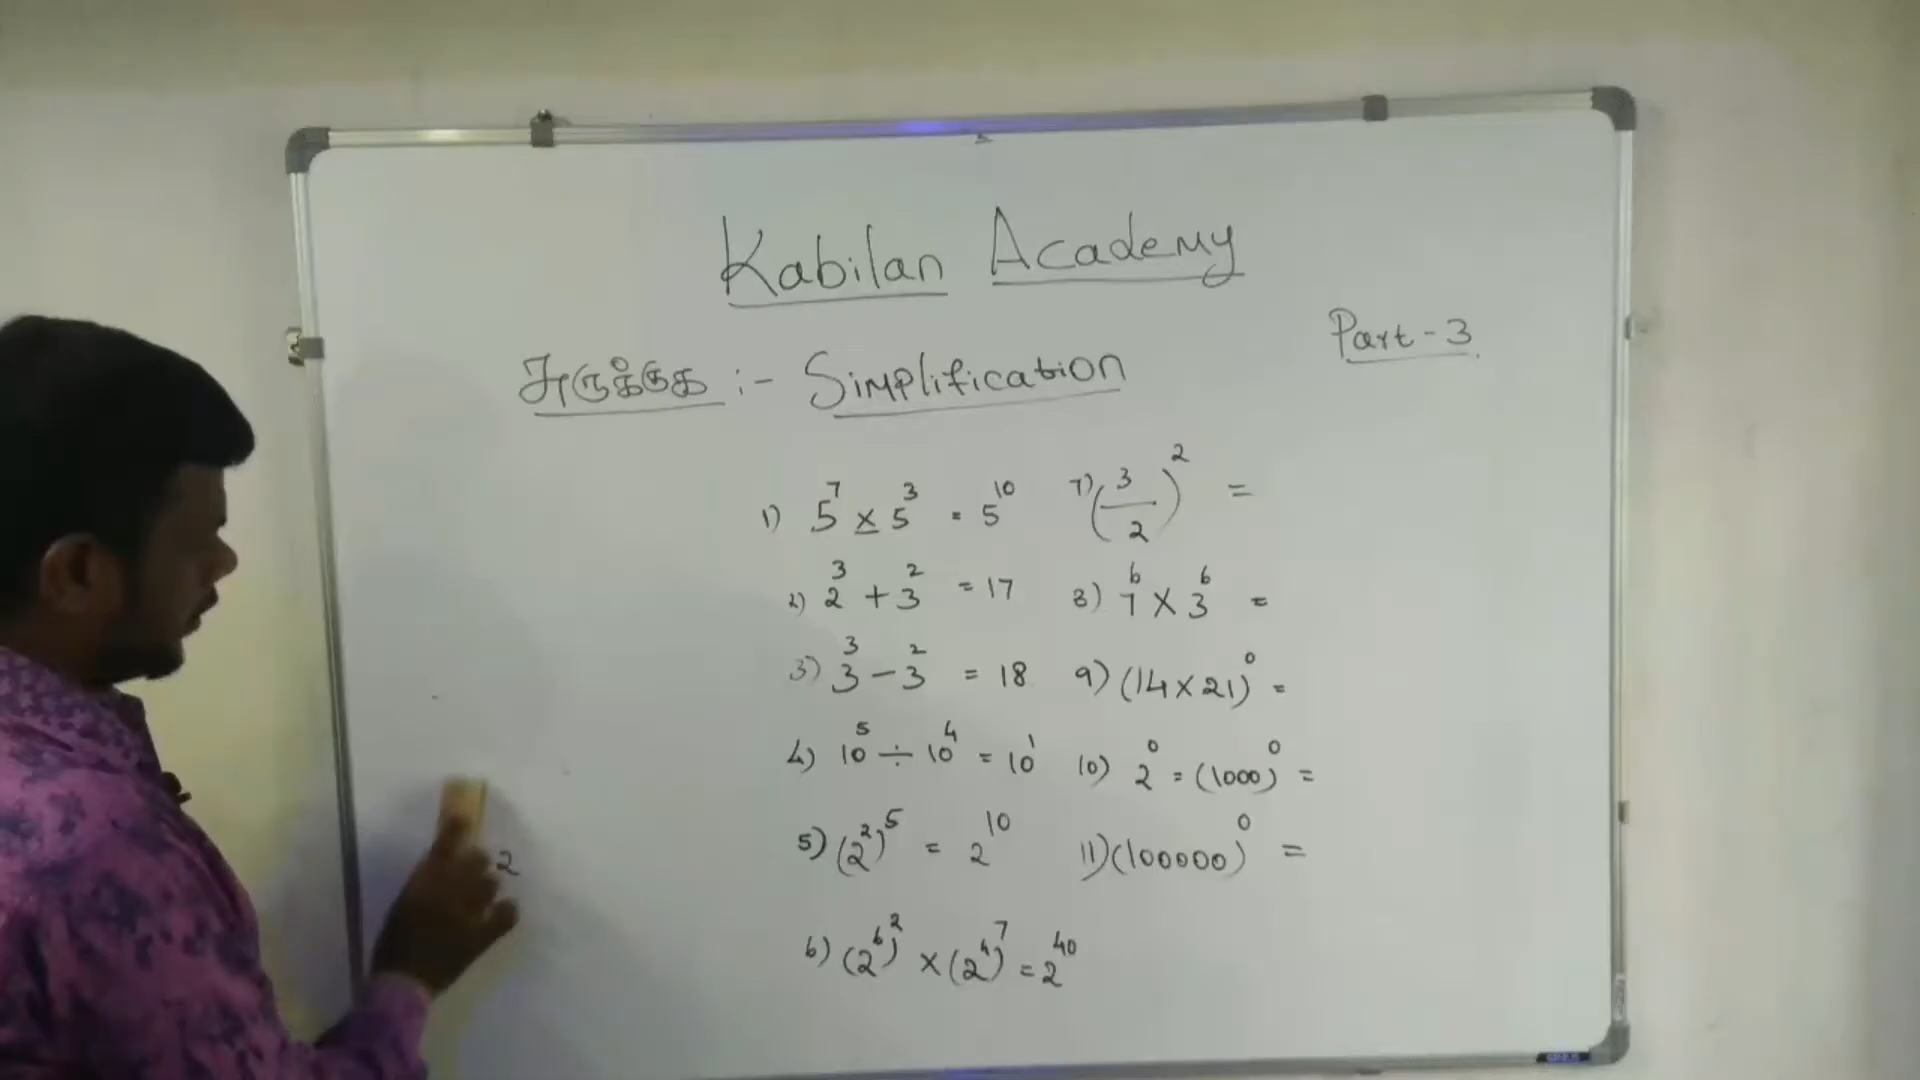 Kabilan Academy
Part-3
சுருக்குக :- Simplification
1) 5⁷ × 5³ = 5¹⁰
2) 2³ + 3² = 17
3) 3³ − 3² = 18
4) 10⁵ ÷ 10⁴ = 10¹
5) (2²)⁵ = 2¹⁰
6) (2⁶)² × (2⁴)⁷ = 2⁴⁰
7) (3/2)² =
8) 7⁶ × 3⁶ =
9) (14 × 21)⁰ =
10) 2⁰ = (1000)⁰ =
11) (100000)⁰ =
2